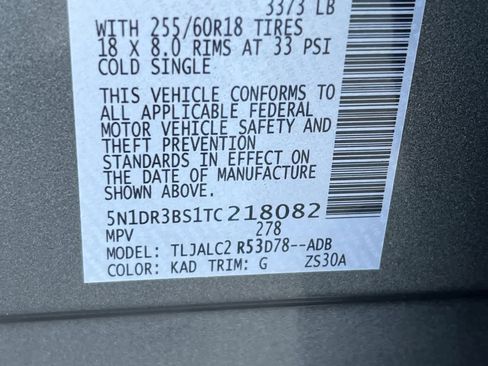 3373 LB
WITH 255/60R18 TIRES
18 X 8.0 RIMS AT 33 PSI
COLD SINGLE
THIS VEHICLE CONFORMS TO
ALL APPLICABLE FEDERAL
MOTOR VEHICLE SAFETY AND
THEFT PREVENTION
STANDARDS IN EFFECT ON
THE DATE OF MANUFACTURE
SHOWN ABOVE.
5N1DR3BS1TC218082
MPV 278
MODEL: TLJALC2 R53D78--ADB
COLOR: KAD TRIM: G ZS30A